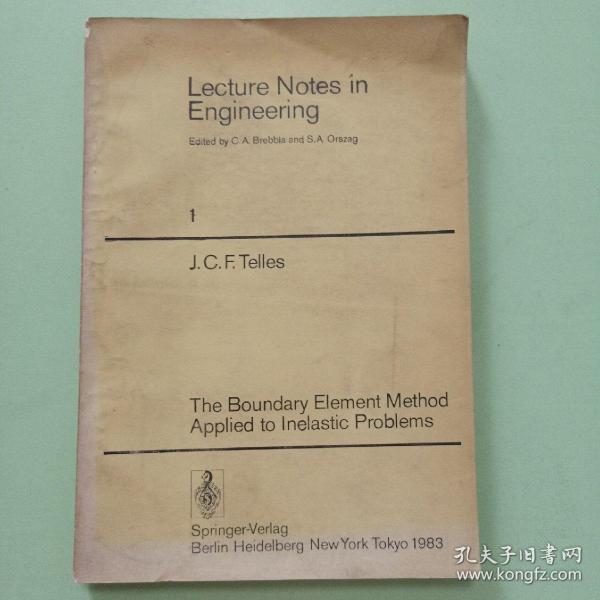 Lecture Notes in
Engineering
Edited by C. A. Brebbia and S. A. Orszag
1
J. C. F. Telles
The Boundary Element Method
Applied to Inelastic Problems
Springer-Verlag
Berlin Heidelberg New York Tokyo 1983
孔夫子旧书网
www.kongfz.com